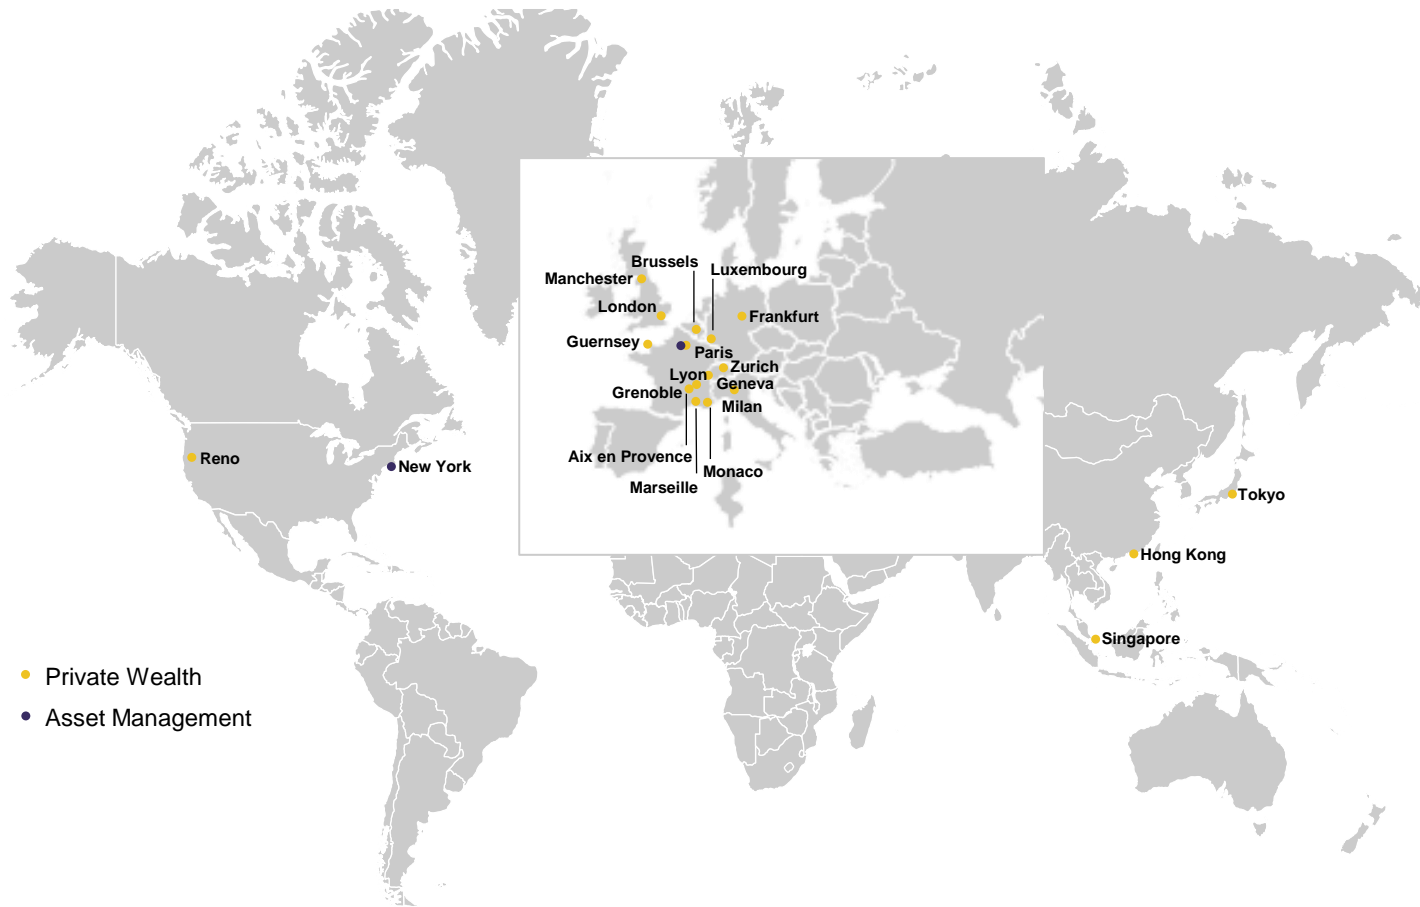 Brussels
Luxembourg
Manchester
London
Frankfurt
Guernsey
Paris
Zurich
Lyon
Geneva
Grenoble
Milan
Aix en Provence
Monaco
Marseille
Reno
New York
Tokyo
Hong Kong
Singapore
Private Wealth
Asset Management